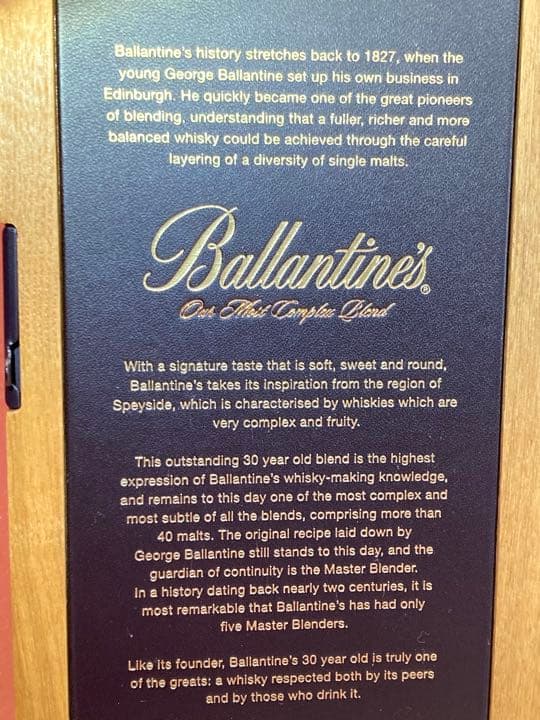 Ballantine's history stretches back to 1827, when the
young George Ballantine set up his own business in
Edinburgh. He quickly became one of the great pioneers
of blending, understanding that a fuller, richer and more
balanced whisky could be achieved through the careful
layering of a diversity of single malts.
Ballantine's®
Our Most Complex Blend
With a signature taste that is soft, sweet and round,
Ballantine's takes its inspiration from the region of
Speyside, which is characterised by whiskies which are
very complex and fruity.
This outstanding 30 year old blend is the highest
expression of Ballantine's whisky-making knowledge,
and remains to this day one of the most complex and
most subtle of all the blends, comprising more than
40 malts. The original recipe laid down by
George Ballantine still stands to this day, and the
guardian of continuity is the Master Blender.
In a history dating back nearly two centuries, it is
most remarkable that Ballantine's has had only
five Master Blenders.
Like its founder, Ballantine's 30 year old is truly one
of the greats: a whisky respected both by its peers
and by those who drink it.